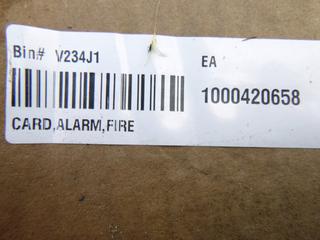 Bin# V234J1 EA
1000420658
CARD,ALARM,FIRE